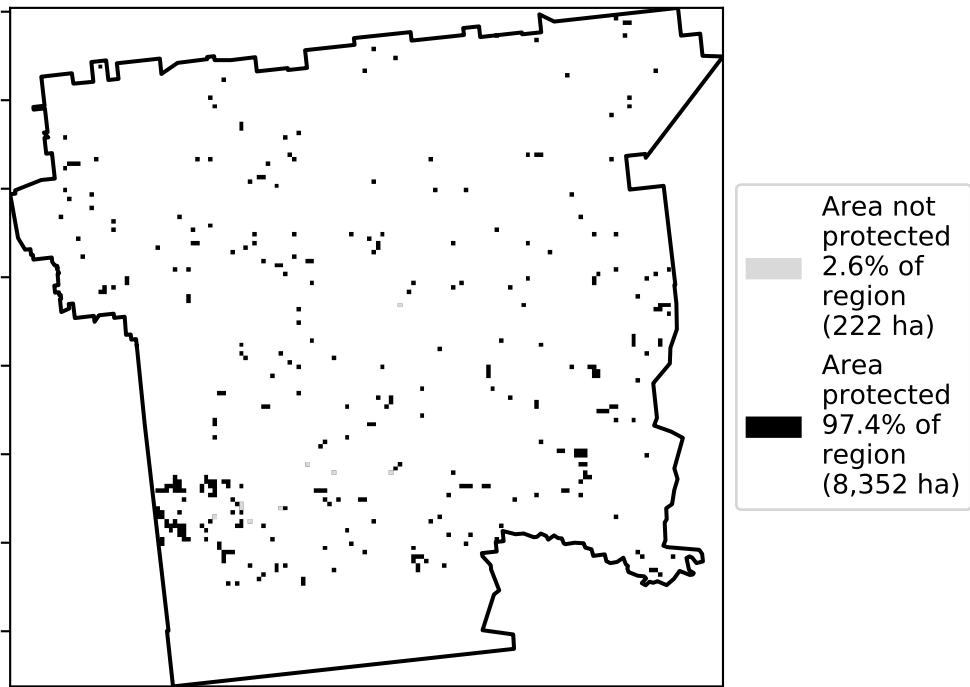 Area not
protected
2.6% of
region
(222 ha)
Area
protected
97.4% of
region
(8,352 ha)